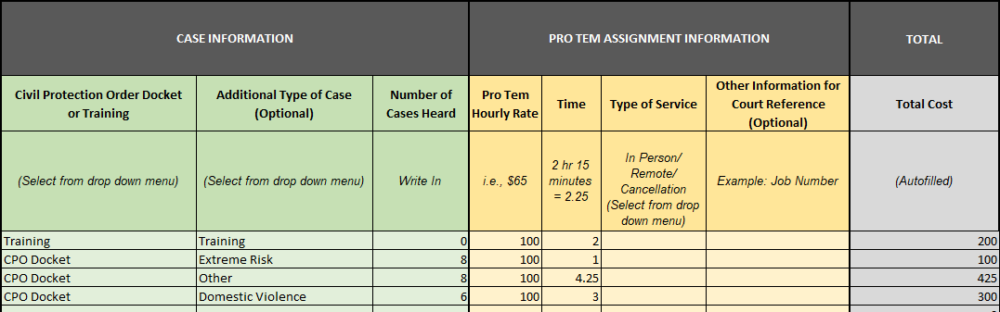 CASE INFORMATION PRO TEM ASSIGNMENT INFORMATION TOTAL
Civil Protection Order Docket
or Training
Additional Type of Case
(Optional)
Number of
Cases Heard
Pro Tem
Hourly Rate
Time
Type of Service
Other Information for
Court Reference
(Optional)
Total Cost
(Select from drop down menu)
(Select from drop down menu)
Write In
i.e., $65
2 hr 15
minutes
= 2.25
In Person/
Remote/
Cancellation
(Select from drop
down menu)
Example: Job Number
(Autofilled)
Training Training 0 100 2 200
CPO Docket Extreme Risk 8 100 1 100
CPO Docket Other 8 100 4.25 425
CPO Docket Domestic Violence 6 100 3 300